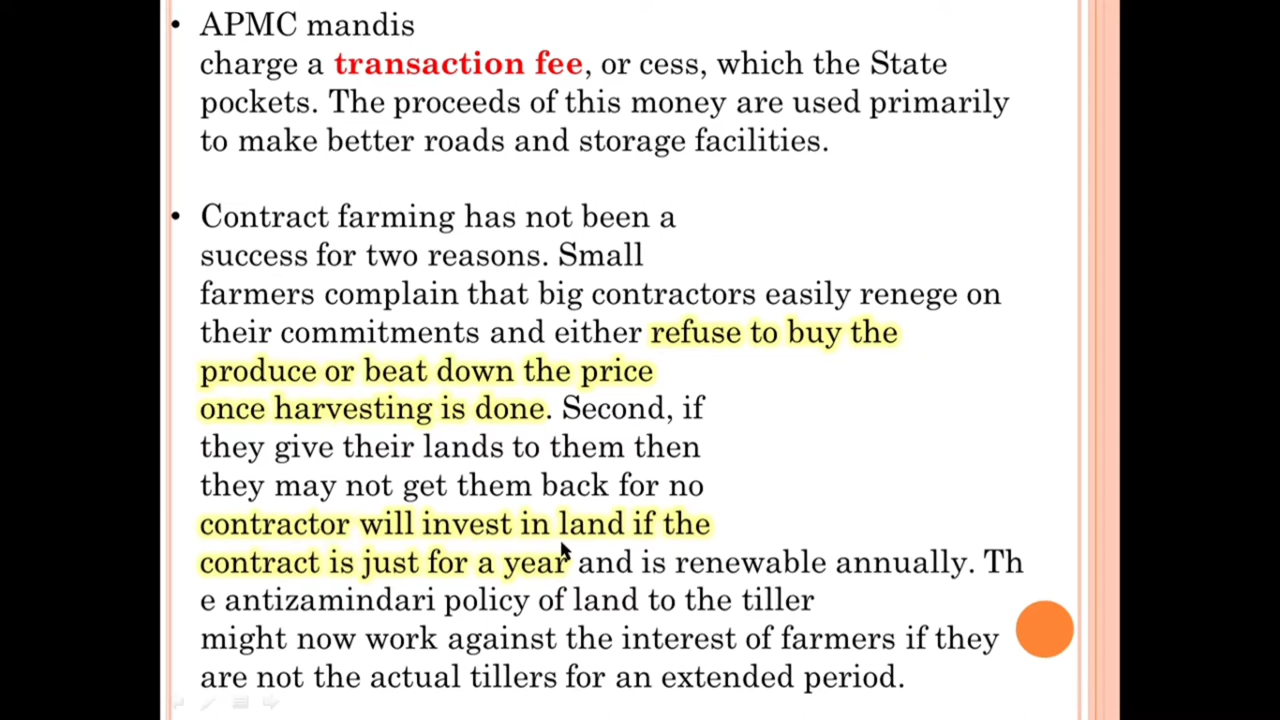 • APMC mandis
charge a transaction fee, or cess, which the State
pockets. The proceeds of this money are used primarily
to make better roads and storage facilities.
• Contract farming has not been a
success for two reasons. Small
farmers complain that big contractors easily renege on
their commitments and either refuse to buy the
produce or beat down the price
once harvesting is done. Second, if
they give their lands to them then
they may not get them back for no
contractor will invest in land if the
contract is just for a year and is renewable annually. Th
e antizamindari policy of land to the tiller
might now work against the interest of farmers if they
are not the actual tillers for an extended period.